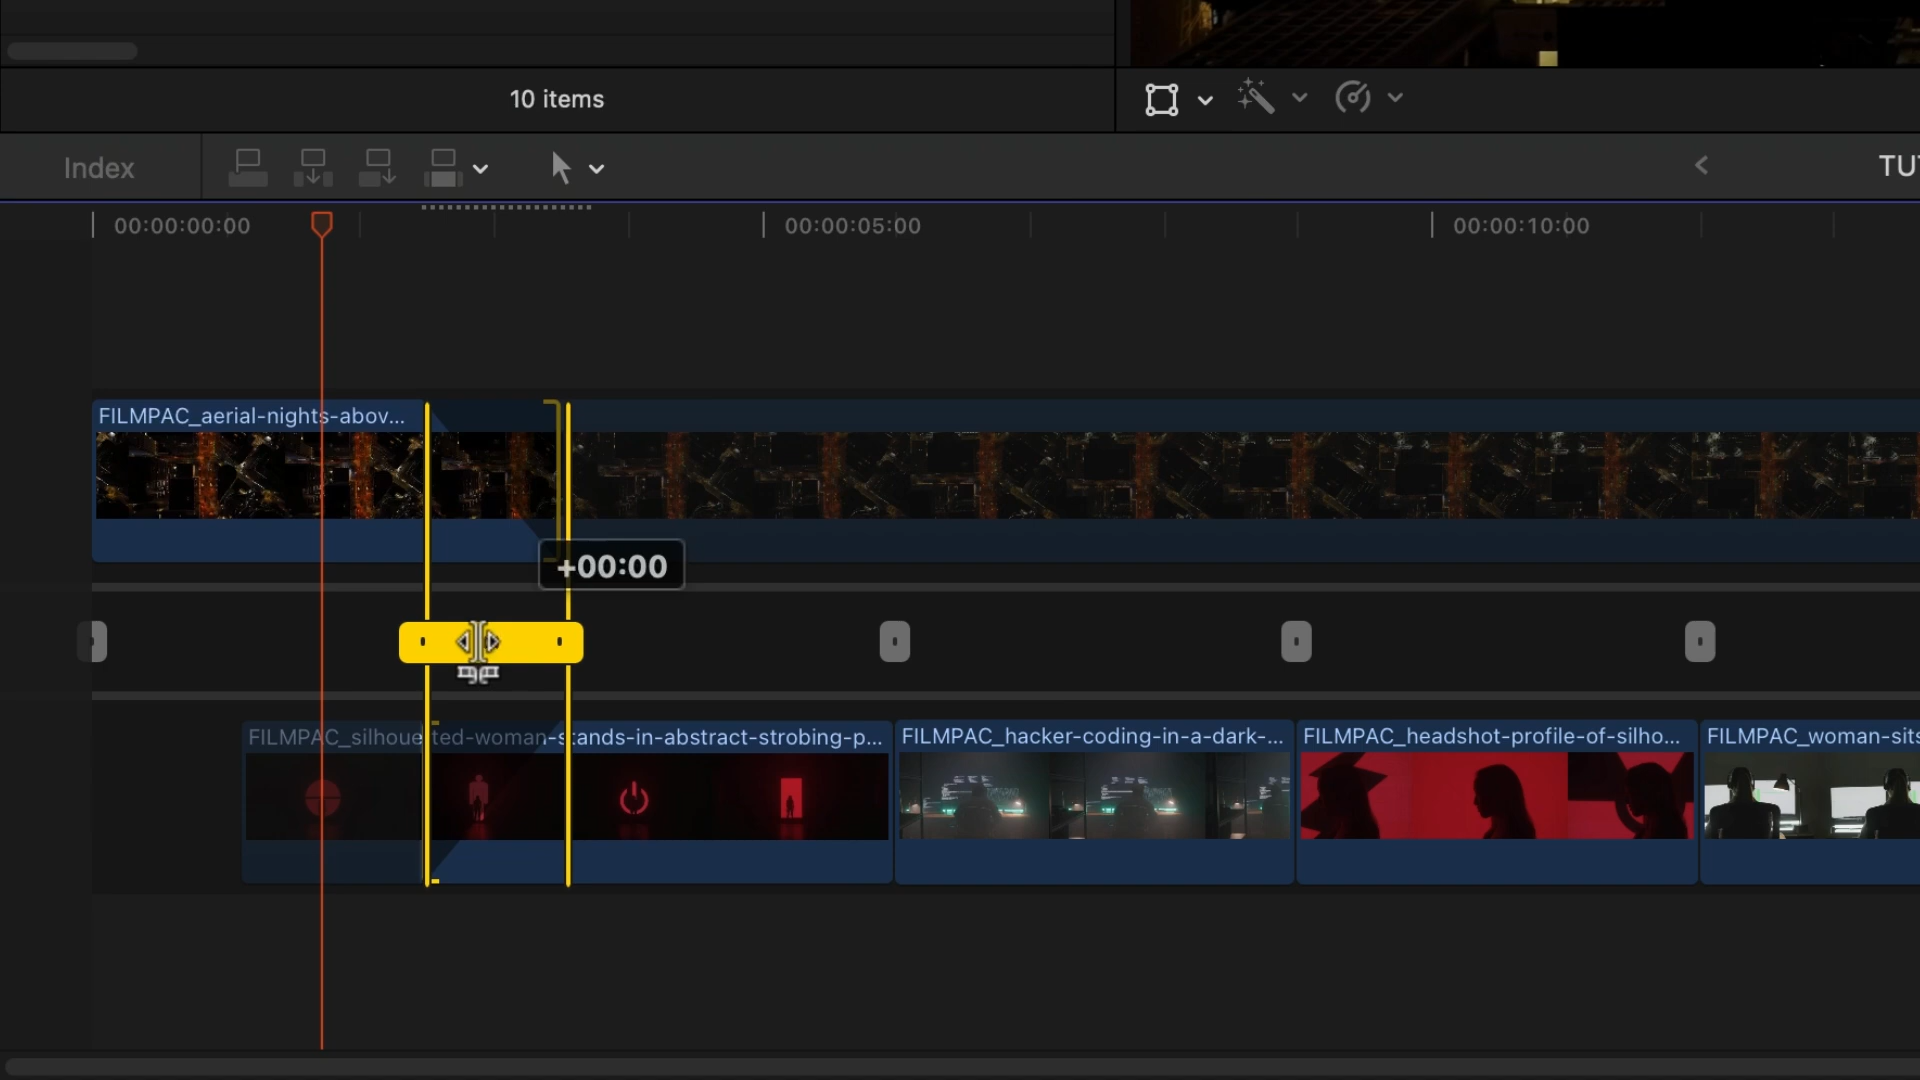 10 items
Index
TU
00:00:00:00
00:00:05:00
00:00:10:00
FILMPAC_aerial-nights-abov...
+00:00
FILMPAC_silhouetted-woman-stands-in-abstract-strobing-p...
FILMPAC_hacker-coding-in-a-dark-...
FILMPAC_headshot-profile-of-silho...
FILMPAC_woman-sits